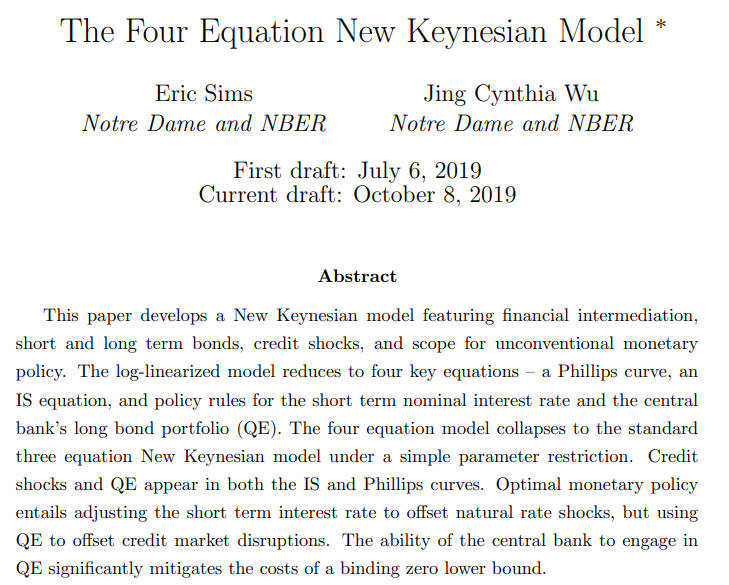 The Four Equation New Keynesian Model *
Eric Sims Jing Cynthia Wu
Notre Dame and NBER Notre Dame and NBER
First draft: July 6, 2019
Current draft: October 8, 2019
Abstract
This paper develops a New Keynesian model featuring financial intermediation,
short and long term bonds, credit shocks, and scope for unconventional monetary
policy. The log-linearized model reduces to four key equations – a Phillips curve, an
IS equation, and policy rules for the short term nominal interest rate and the central
bank's long bond portfolio (QE). The four equation model collapses to the standard
three equation New Keynesian model under a simple parameter restriction. Credit
shocks and QE appear in both the IS and Phillips curves. Optimal monetary policy
entails adjusting the short term interest rate to offset natural rate shocks, but using
QE to offset credit market disruptions. The ability of the central bank to engage in
QE significantly mitigates the costs of a binding zero lower bound.